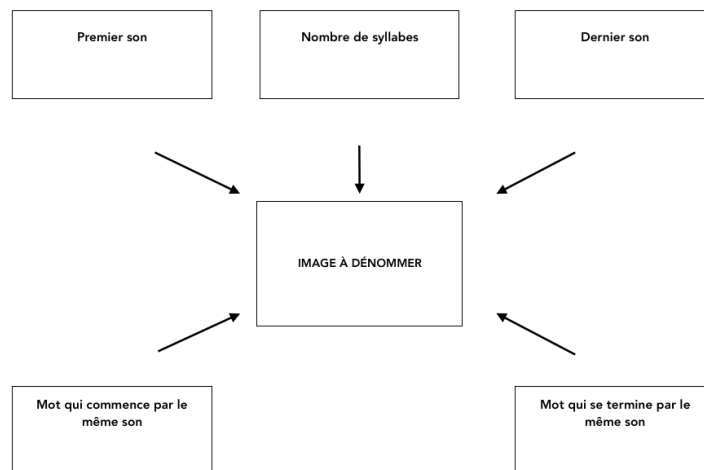 Premier son
Nombre de syllabes
Dernier son
IMAGE À DÉNOMMER
Mot qui commence par le
même son
Mot qui se termine par le
même son